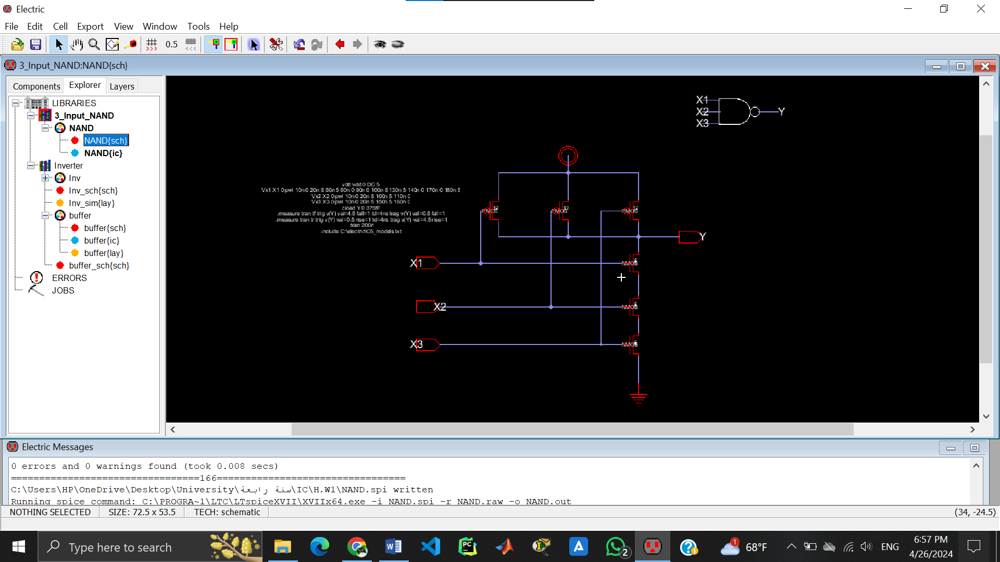 Electric
File Edit Cell Export View Window Tools Help
0.5
3_Input_NAND:NAND{sch}
Components Explorer Layers
LIBRARIES
3_Input_NAND
NAND
NAND{sch}
NAND{ic}
Inverter
Inv
Inv_sch{sch}
Inv_sim{lay}
buffer
buffer{sch}
buffer{ic}
buffer{lay}
buffer_sch{sch}
ERRORS
JOBS
X1
X2
X3
Y
vdd vdd 0 DC 5
Vx1 X1 0 pwl 10n 0 20n 5 50n 5 60n 0 90n 0 100n 5 130n 5 140n 0 170n 0 180n 5
Vx2 X2 0 pwl 10n 0 20n 5 100n 5 110n 0
Vx3 X3 0 pwl 10n 0 20n 5 150n 5 160n 0
cload Y 0 375fF
.measure tran tf trig v(Y) val=4.5 fall=1 td=4ns trag v(Y) val=0.5 fall=1
.measure tran tr trig v(Y) val=0.5 rise=1 td=4ns trag v(Y) val=4.5 rise=1
.tran 200n
.include C:\electric\C5_models.txt
PMOS PMOS PMOS
Y
X1 NMOS
X2 NMOS
X3 NMOS
Electric Messages
0 errors and 0 warnings found (took 0.008 secs)
==================================166==================================
C:\Users\HP\OneDrive\Desktop\University\سنة رابعة\IC\H.W1\NAND.spi written
Running spice command: C:\PROGRA~1\LTC\LTspiceXVII\XVIIx64.exe -i NAND.spi -r NAND.raw -o NAND.out
NOTHING SELECTED SIZE: 72.5 x 53.5 TECH: schematic (34, -24.5)
Type here to search
2
1
68°F
ENG
6:57 PM
4/26/2024